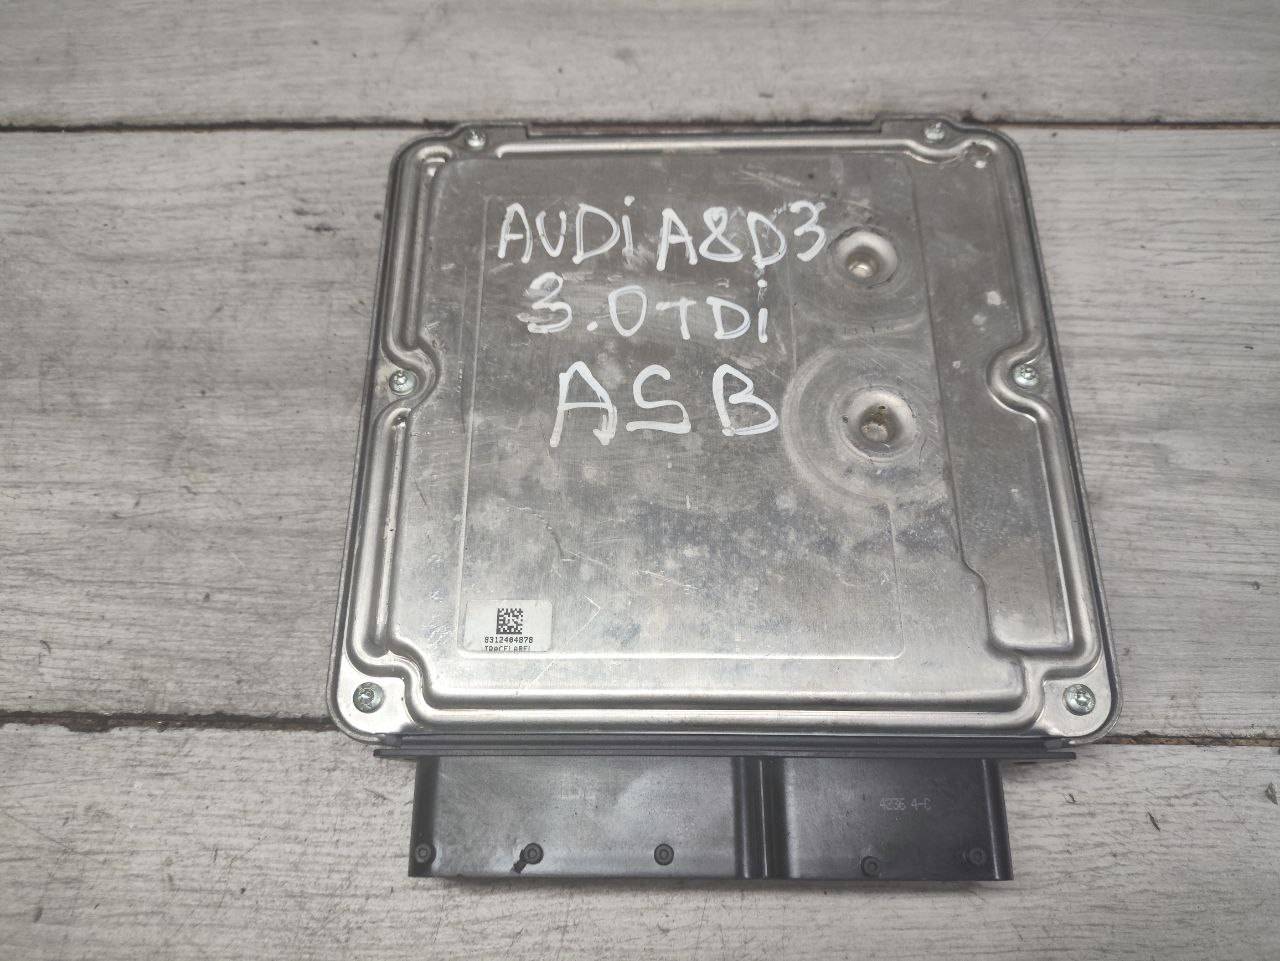 AUDi A8D3
3.0TDi
ASB
8312404878
TRACELABEL
4236 4-C